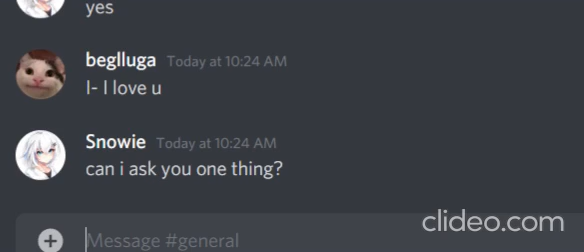 yes
beglluga Today at 10:24 AM
I- I love u
Snowie Today at 10:24 AM
can i ask you one thing?
Message #general
clideo.com